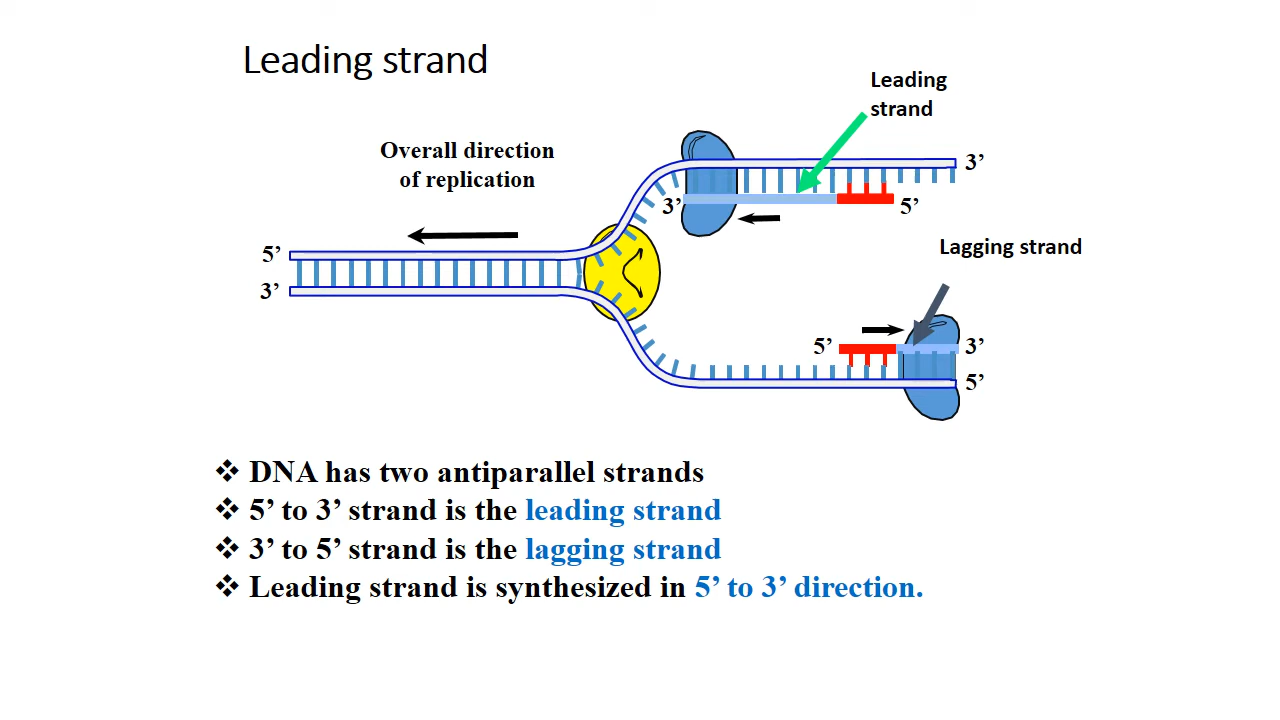 Leading strand
Leading
strand
Overall direction
of replication
3’
3’
5’
Lagging strand
5’
3’
5’
3’
5’
❖ DNA has two antiparallel strands
❖ 5’ to 3’ strand is the leading strand
❖ 3’ to 5’ strand is the lagging strand
❖ Leading strand is synthesized in 5’ to 3’ direction.